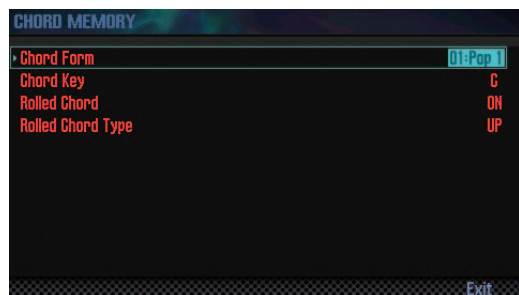 CHORD MEMORY
Chord Form 01:Pop 1
Chord Key C
Rolled Chord ON
Rolled Chord Type UP
Exit